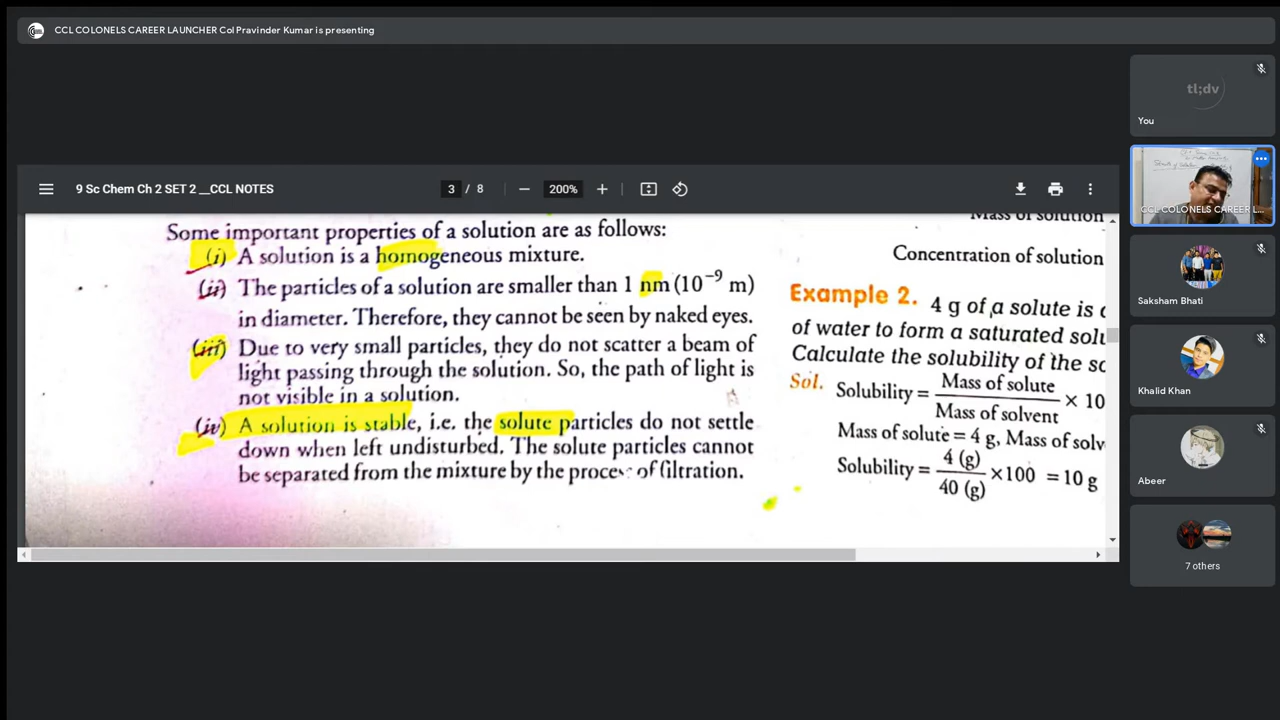 CCL COLONELS CAREER LAUNCHER Col Pravinder Kumar is presenting
9 Sc Chem Ch 2 SET 2 __CCL NOTES
3 / 8
200%
Some important properties of a solution are as follows:
(i) A solution is a homogeneous mixture.
(ii) The particles of a solution are smaller than 1 nm (10⁻⁹ m)
in diameter. Therefore, they cannot be seen by naked eyes.
(iii) Due to very small particles, they do not scatter a beam of
light passing through the solution. So, the path of light is
not visible in a solution.
(iv) A solution is stable, i.e. the solute particles do not settle
down when left undisturbed. The solute particles cannot
be separated from the mixture by the process of filtration.
Mass of solution
Concentration of solution
Example 2. 4 g of a solute is
of water to form a saturated
Calculate the solubility of the
Sol. Solubility = Mass of solute / Mass of solvent × 10
Mass of solute = 4 g, Mass of
Solubility = 4 (g) / 40 (g) ×100 = 10 g
tl;dv
You
CCL COLONELS CAREER L...
Saksham Bhati
Khalid Khan
Abeer
7 others